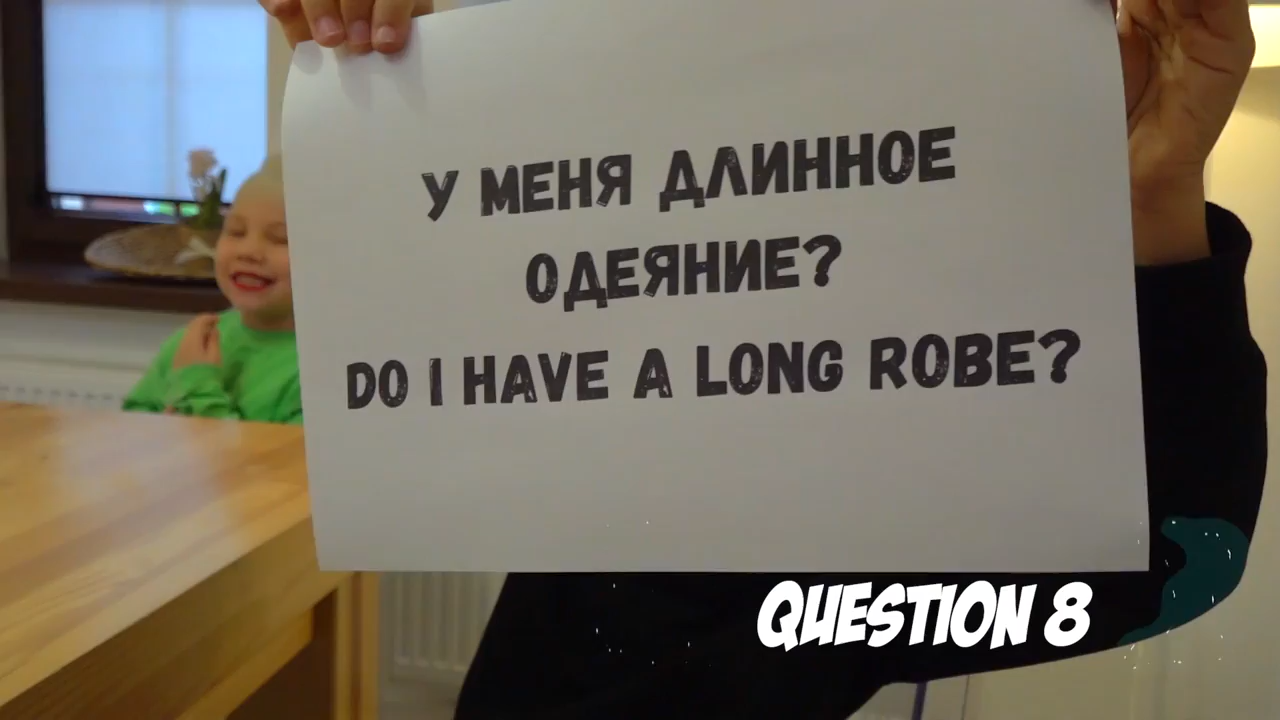 У МЕНЯ ДЛИННОЕ
ОДЕЯНИЕ?
DO I HAVE A LONG ROBE?
QUESTION 8